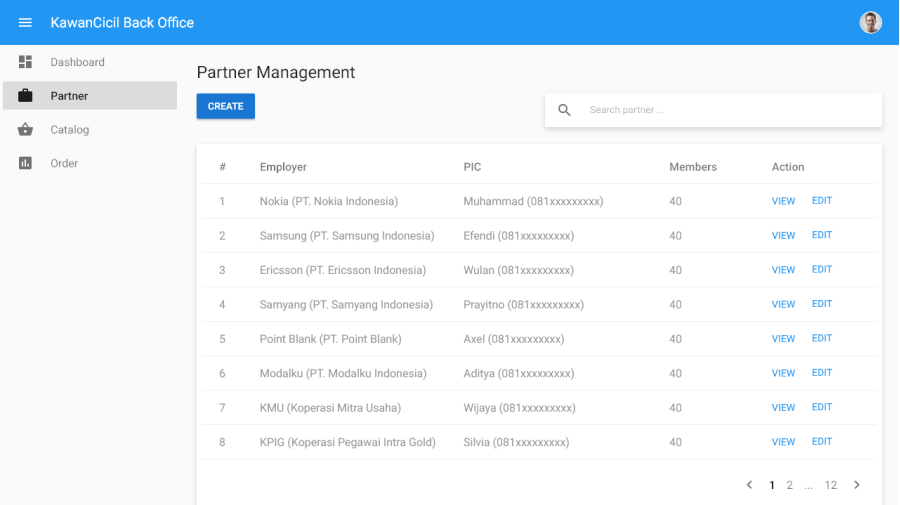 KawanCicil Back Office
Dashboard
Partner
Catalog
Order
Partner Management
CREATE
Search partner ...
# Employer PIC Members Action
1 Nokia (PT. Nokia Indonesia) Muhammad (081xxxxxxxxx) 40 VIEW EDIT
2 Samsung (PT. Samsung Indonesia) Efendi (081xxxxxxxxx) 40 VIEW EDIT
3 Ericsson (PT. Ericsson Indonesia) Wulan (081xxxxxxxxx) 40 VIEW EDIT
4 Samyang (PT. Samyang Indonesia) Prayitno (081xxxxxxxxx) 40 VIEW EDIT
5 Point Blank (PT. Point Blank) Axel (081xxxxxxxxx) 40 VIEW EDIT
6 Modalku (PT. Modalku Indonesia) Aditya (081xxxxxxxxx) 40 VIEW EDIT
7 KMU (Koperasi Mitra Usaha) Wijaya (081xxxxxxxxx) 40 VIEW EDIT
8 KPIG (Koperasi Pegawai Intra Gold) Silvia (081xxxxxxxxx) 40 VIEW EDIT
1 2 ... 12